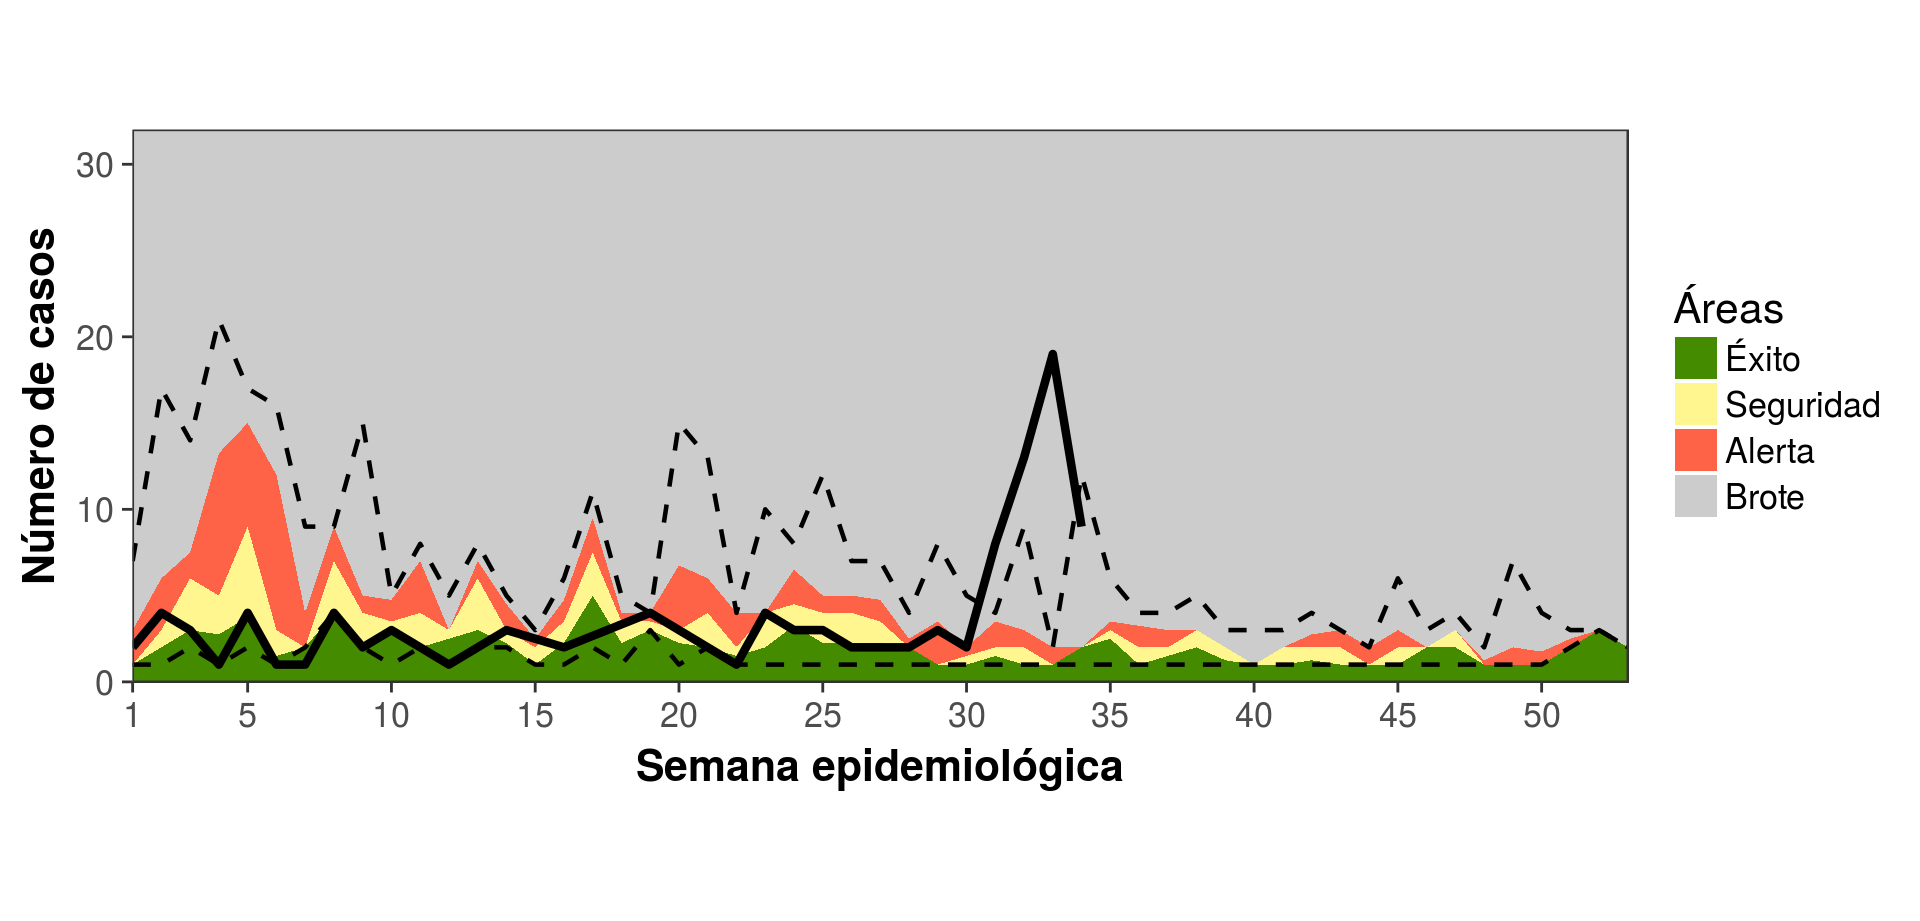 Número de casos
30
20
10
0
1 5 10 15 20 25 30 35 40 45 50
Semana epidemiológica
Áreas
Éxito
Seguridad
Alerta
Brote